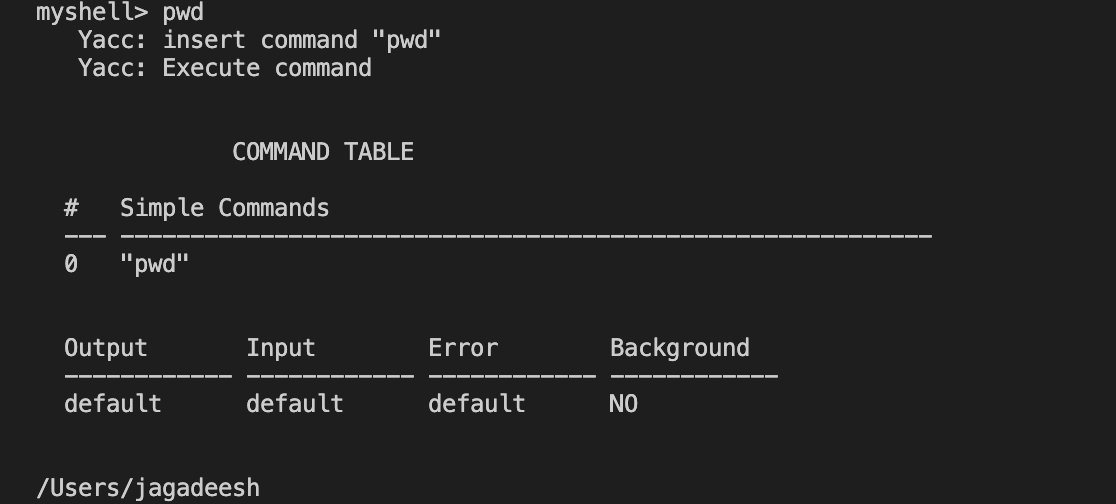 myshell> pwd
Yacc: insert command "pwd"
Yacc: Execute command
COMMAND TABLE
# Simple Commands
--- ----------------------------------------------------------
0 "pwd"
Output Input Error Background
------------ ------------ ------------ ------------
default default default NO
/Users/jagadeesh